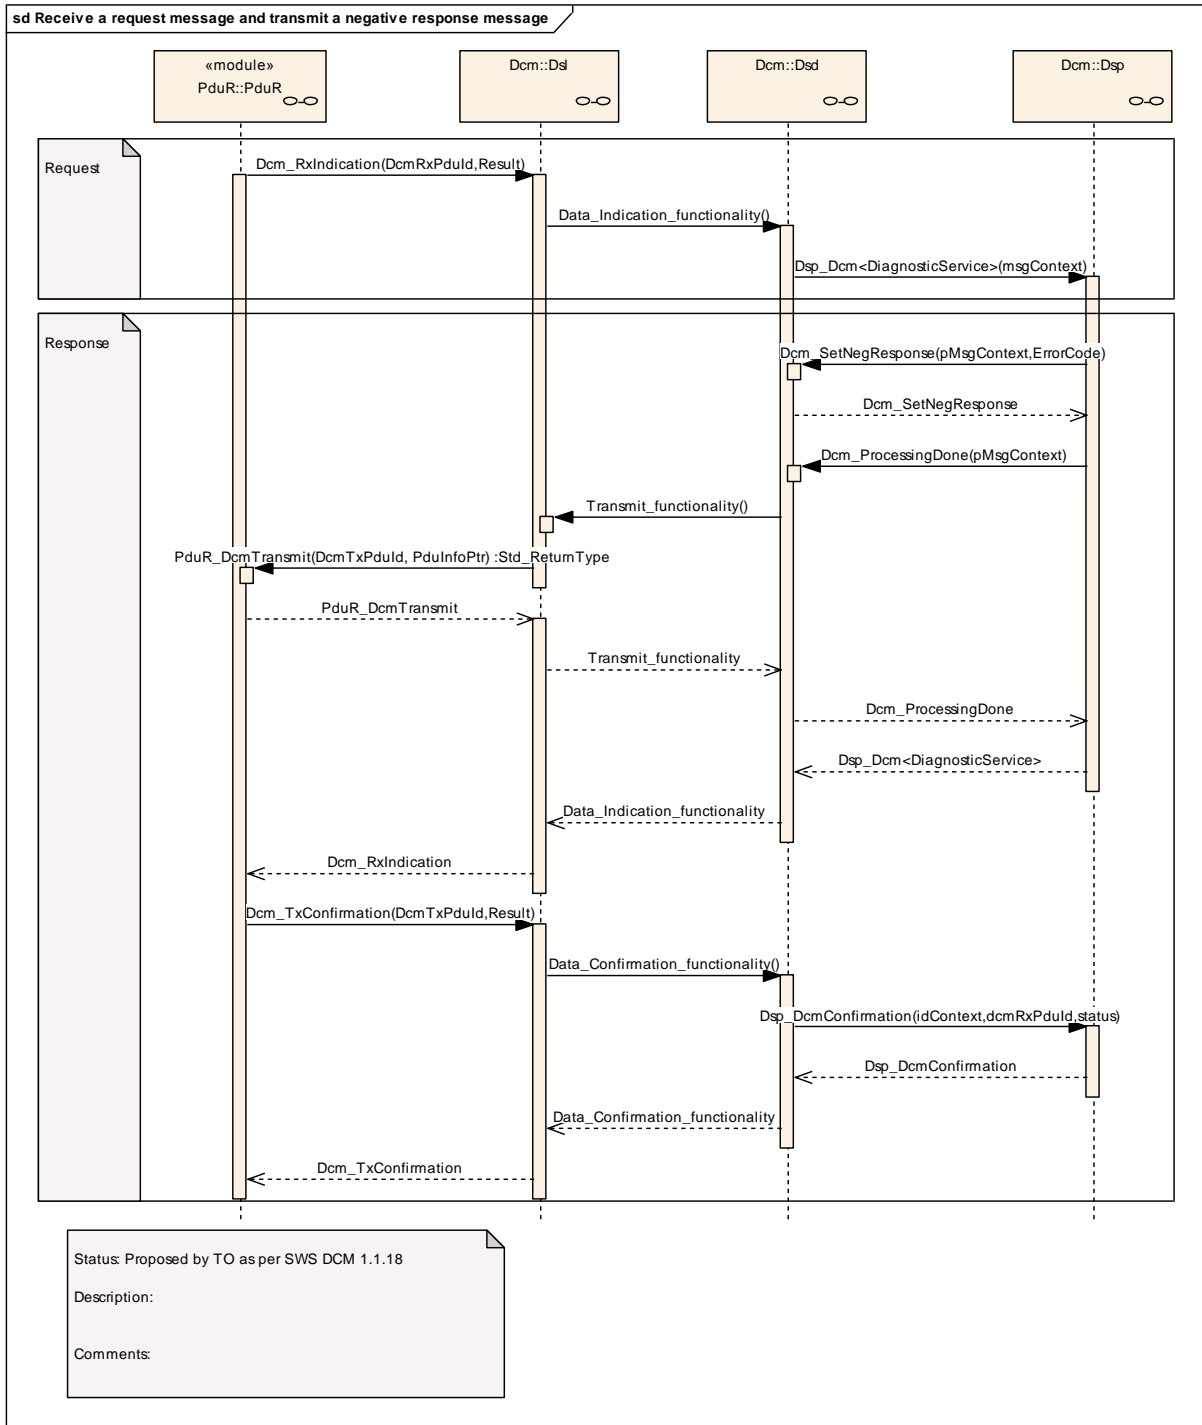 sd Receive a request message and transmit a negative response message
«module»
PduR::PduR
Dcm::Dsl
Dcm::Dsd
Dcm::Dsp
Request
Dcm_RxIndication(DcmRxPduId,Result)
Data_Indication_functionality()
Dsp_Dcm<DiagnosticService>(msgContext)
Response
Dcm_SetNegResponse(pMsgContext,ErrorCode)
Dcm_SetNegResponse
Dcm_ProcessingDone(pMsgContext)
Transmit_functionality()
PduR_DcmTransmit(DcmTxPduId, PduInfoPtr) :Std_ReturnType
PduR_DcmTransmit
Transmit_functionality
Dcm_ProcessingDone
Dsp_Dcm<DiagnosticService>
Data_Indication_functionality
Dcm_RxIndication
Dcm_TxConfirmation(DcmTxPduId,Result)
Data_Confirmation_functionality()
Dsp_DcmConfirmation(idContext,dcmRxPduId,status)
Dsp_DcmConfirmation
Data_Confirmation_functionality
Dcm_TxConfirmation
Status: Proposed by TO as per SWS DCM 1.1.18
Description:
Comments: